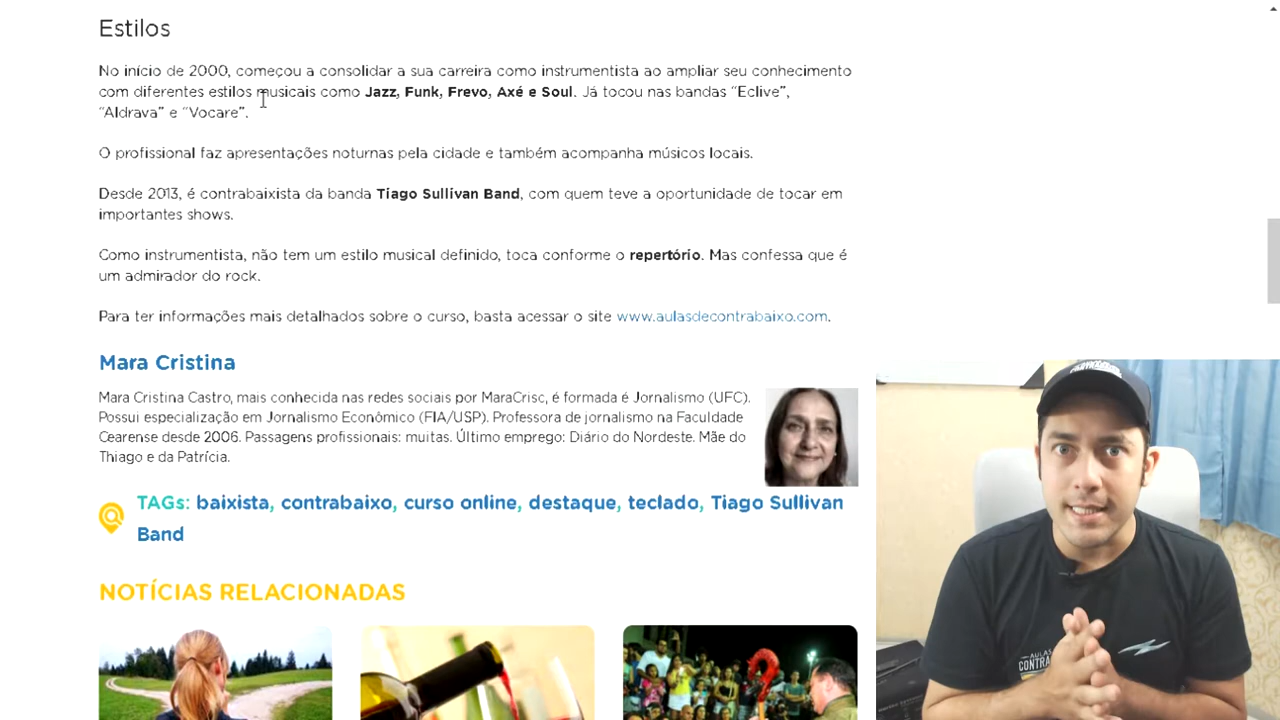 Estilos
No início de 2000, começou a consolidar a sua carreira como instrumentista ao ampliar seu conhecimento
com diferentes estilos musicais como Jazz, Funk, Frevo, Axé e Soul. Já tocou nas bandas “Eclive”,
“Aldrava” e “Vocare”.
O profissional faz apresentações noturnas pela cidade e também acompanha músicos locais.
Desde 2013, é contrabaixista da banda Tiago Sullivan Band, com quem teve a oportunidade de tocar em
importantes shows.
Como instrumentista, não tem um estilo musical definido, toca conforme o repertório. Mas confessa que é
um admirador do rock.
Para ter informações mais detalhados sobre o curso, basta acessar o site www.aulasdecontrabaixo.com.
Mara Cristina
Mara Cristina Castro, mais conhecida nas redes sociais por MaraCrisc, é formada é Jornalismo (UFC).
Possui especialização em Jornalismo Econômico (FIA/USP). Professora de jornalismo na Faculdade
Cearense desde 2006. Passagens profissionais: muitas. Último emprego: Diário do Nordeste. Mãe do
Thiago e da Patrícia.
TAGs: baixista, contrabaixo, curso online, destaque, teclado, Tiago Sullivan
Band
NOTÍCIAS RELACIONADAS
AULAS
CONTRA